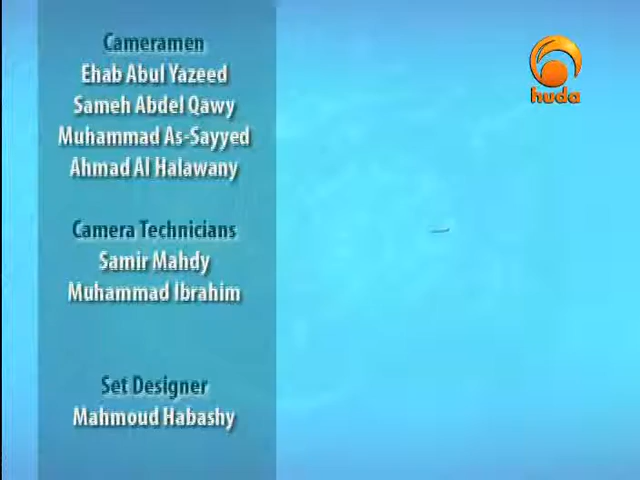 Cameramen
Ehab Abul Yazeed
Sameh Abdel Qawy
Muhammad As-Sayyed
Ahmad Al Halawany
Camera Technicians
Samir Mahdy
Muhammad Ibrahim
Set Designer
Mahmoud Habashy
huda